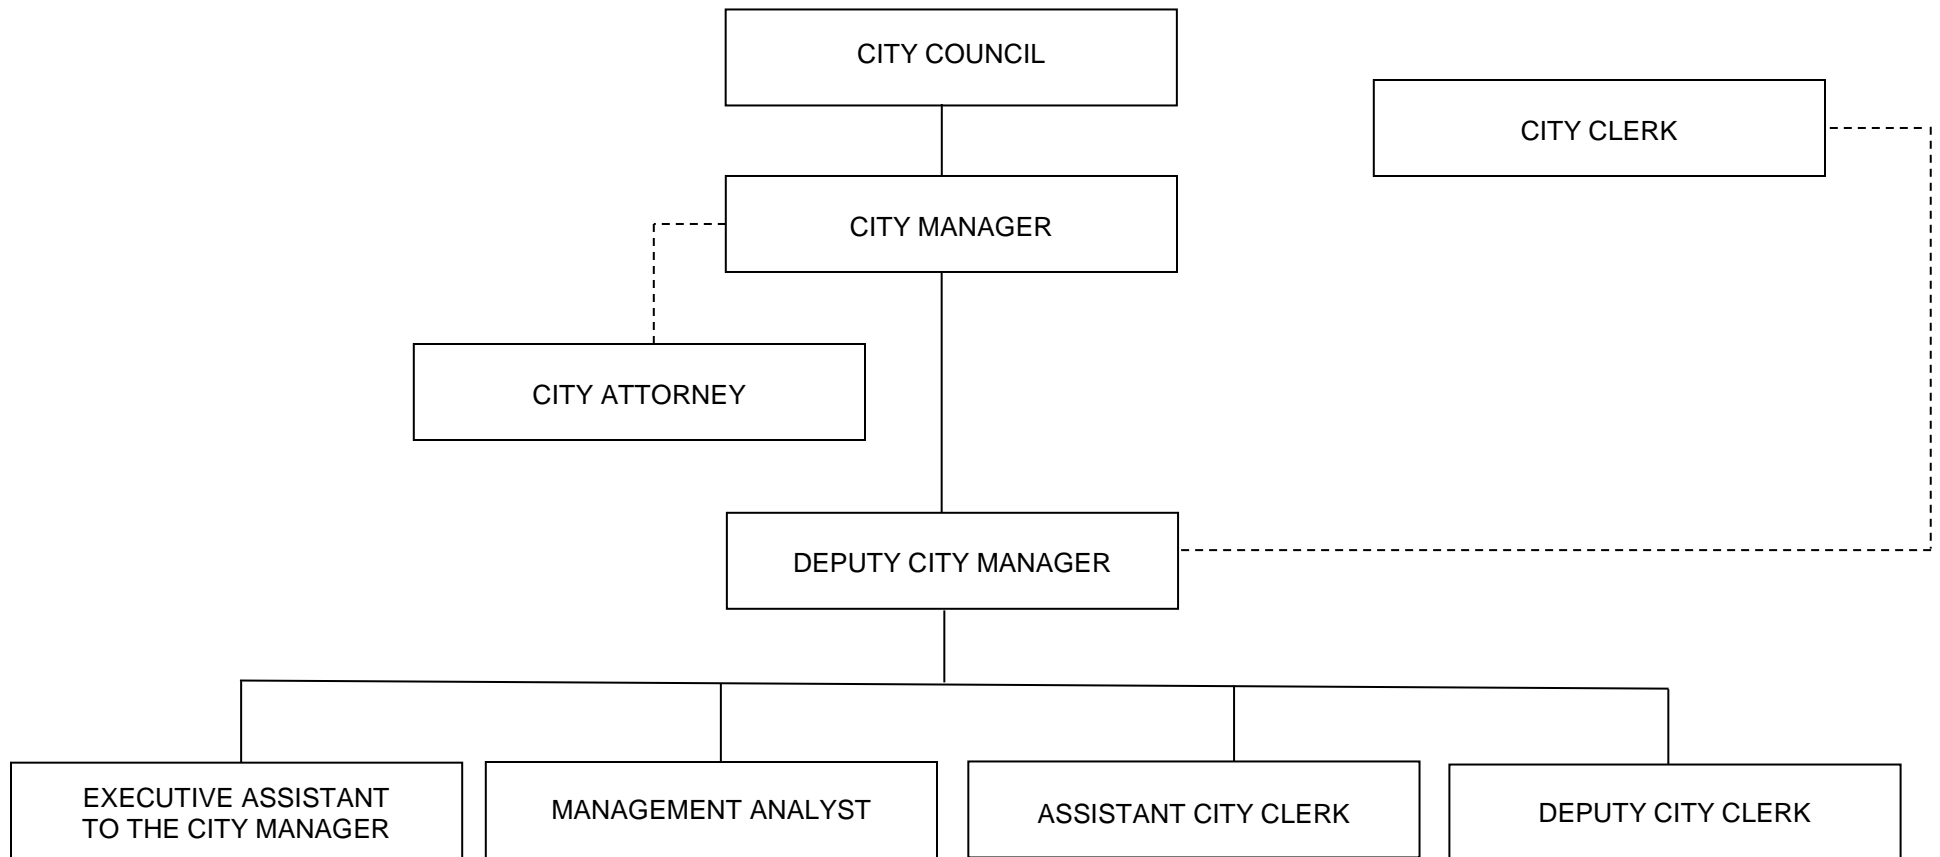 CITY COUNCIL
CITY CLERK
CITY MANAGER
CITY ATTORNEY
DEPUTY CITY MANAGER
EXECUTIVE ASSISTANT
TO THE CITY MANAGER
MANAGEMENT ANALYST
ASSISTANT CITY CLERK
DEPUTY CITY CLERK